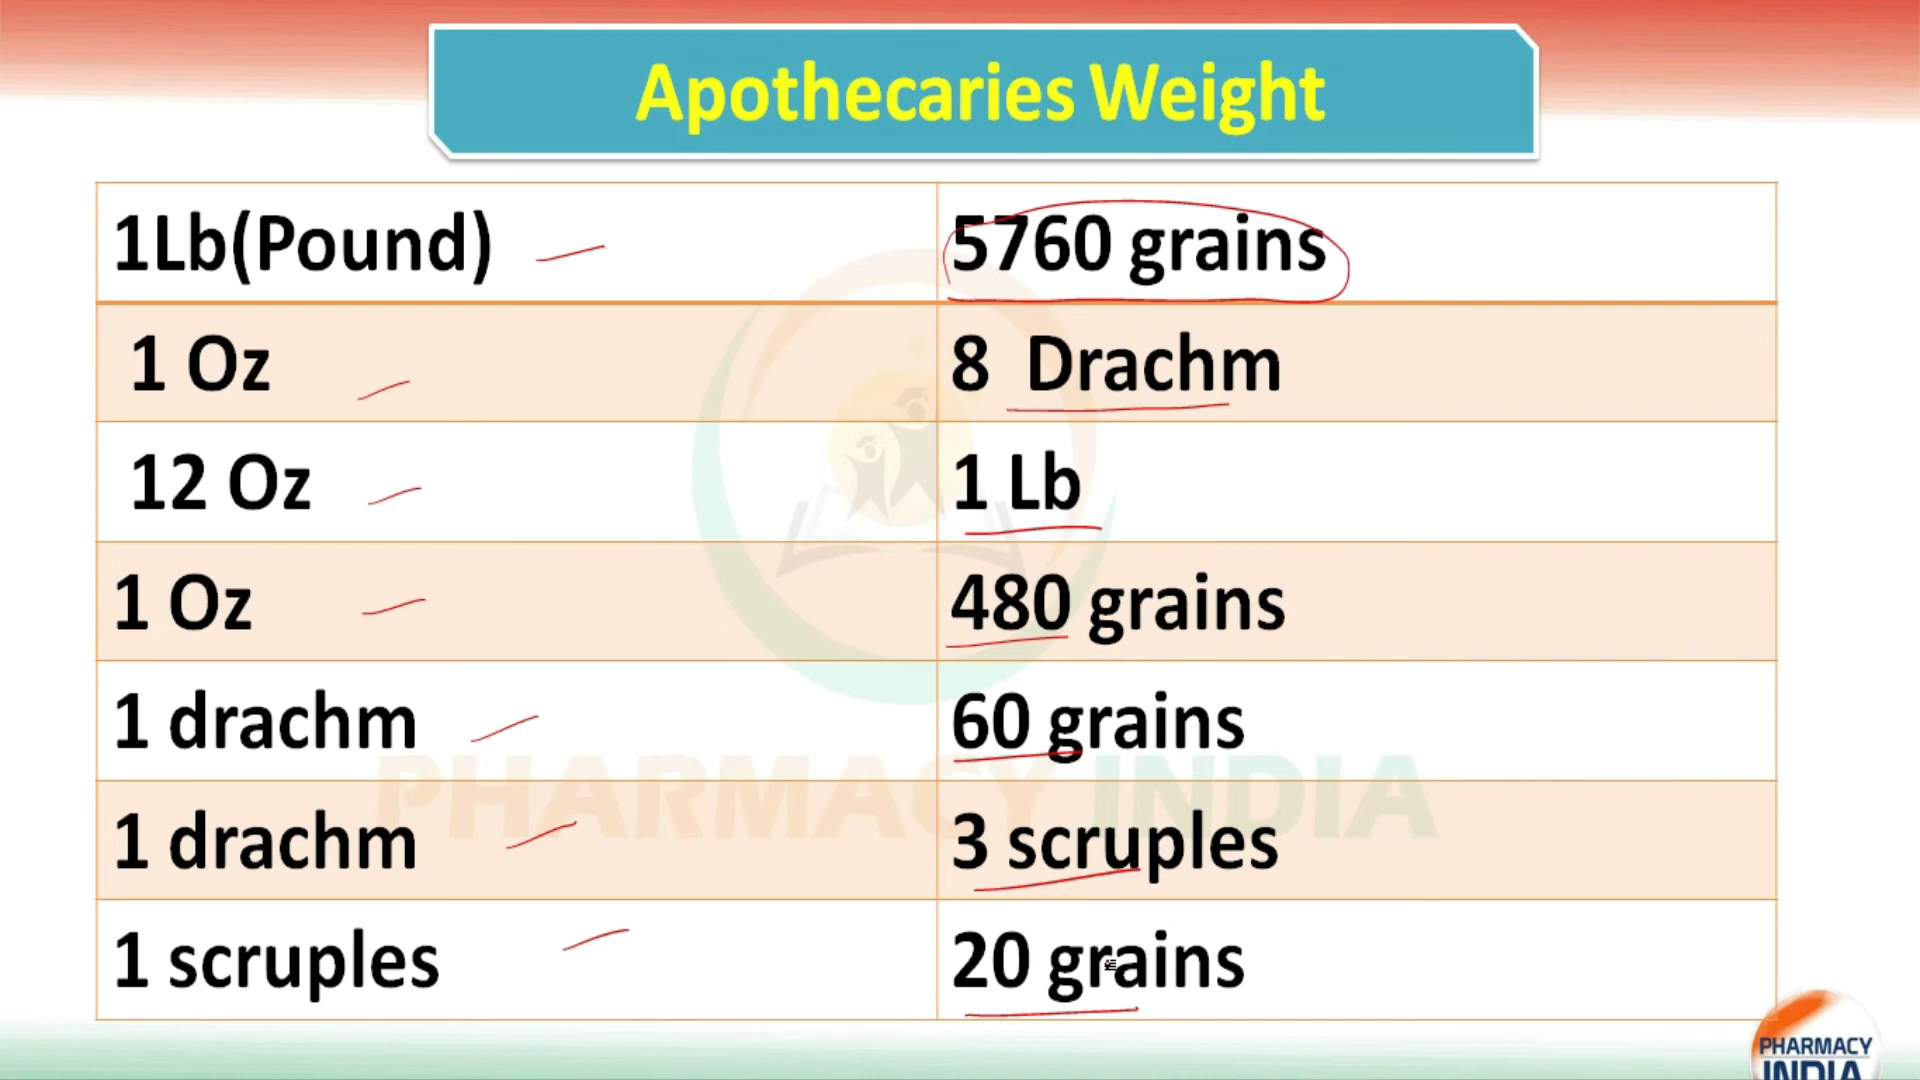 Apothecaries Weight
1Lb(Pound) 5760 grains
1 Oz 8 Drachm
12 Oz 1 Lb
1 Oz 480 grains
1 drachm 60 grains
1 drachm 3 scruples
1 scruples 20 grains
PHARMACY INDIA
PHARMACY
INDIA